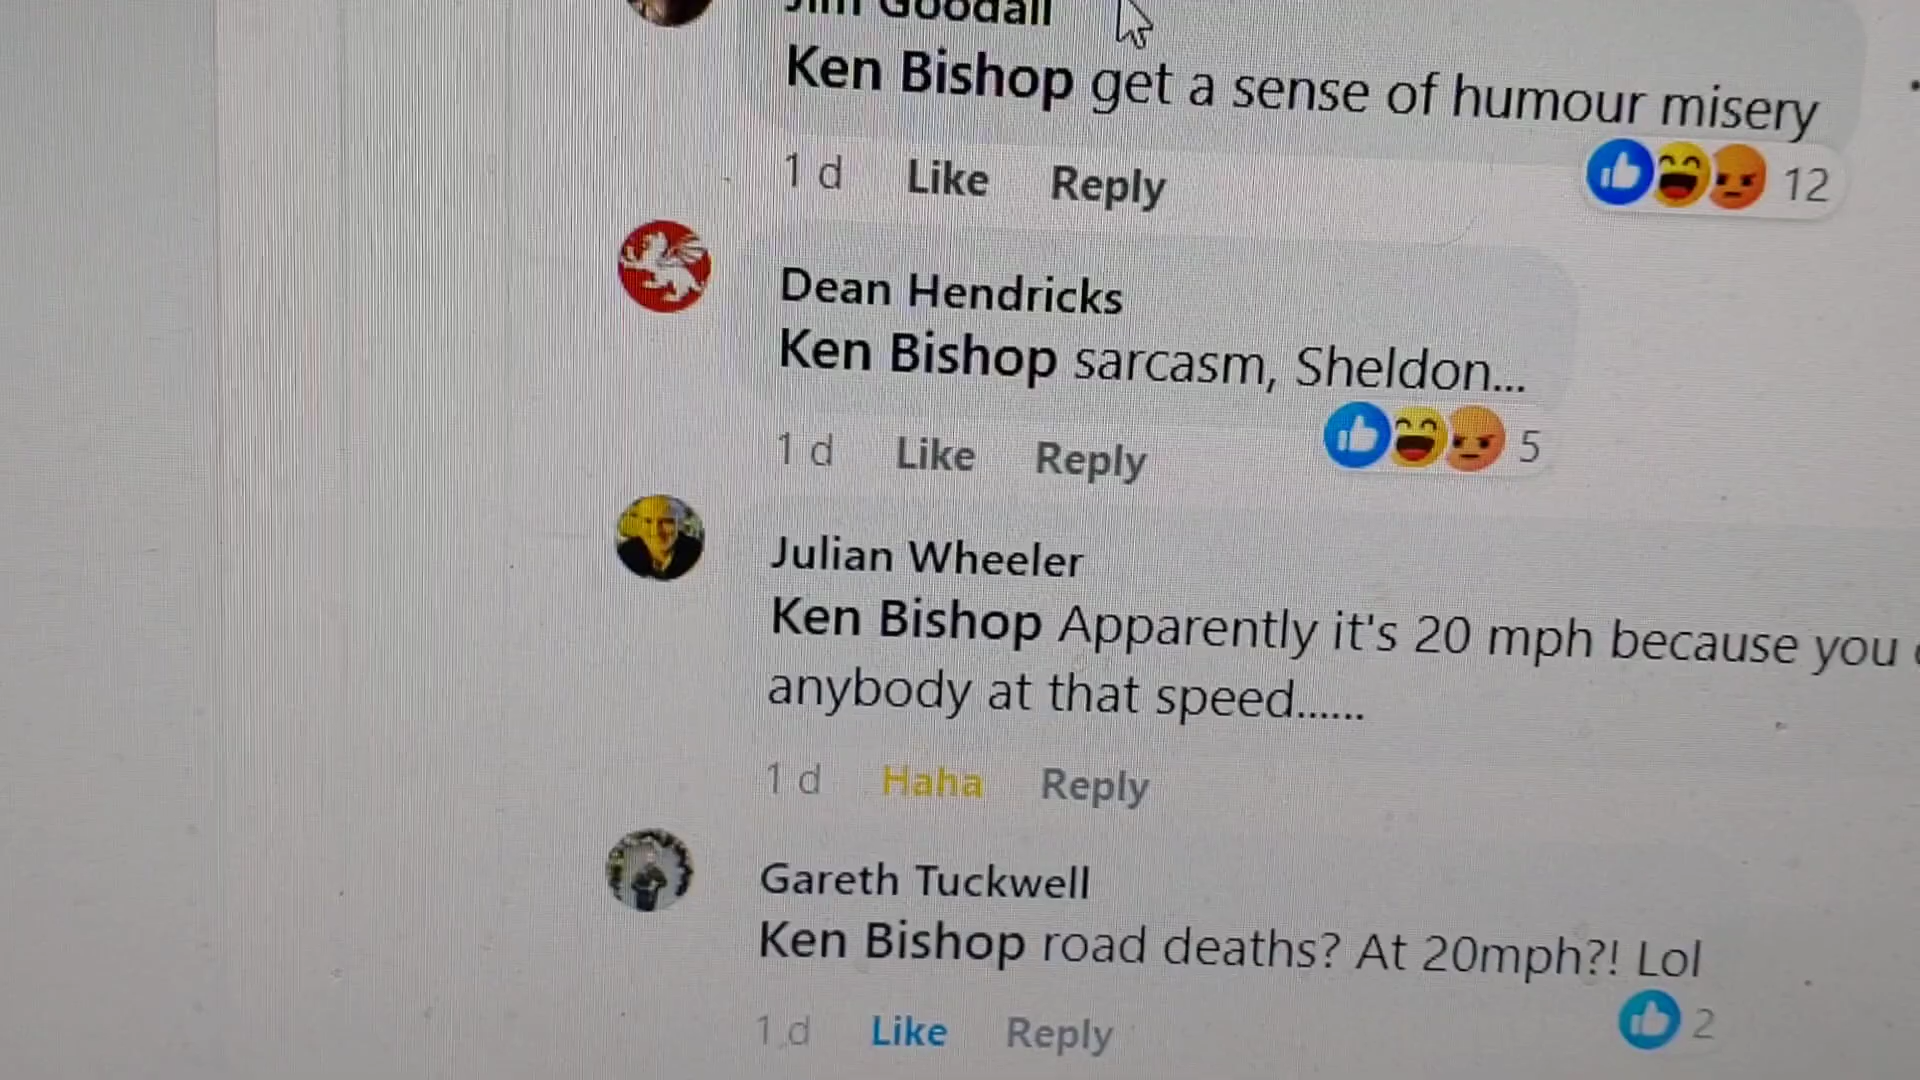 Jim Goodall
Ken Bishop get a sense of humour misery
1 d Like Reply 12
Dean Hendricks
Ken Bishop sarcasm, Sheldon...
1 d Like Reply 5
Julian Wheeler
Ken Bishop Apparently it's 20 mph because you
anybody at that speed......
1 d Haha Reply
Gareth Tuckwell
Ken Bishop road deaths? At 20mph?! Lol
1 d Like Reply 2